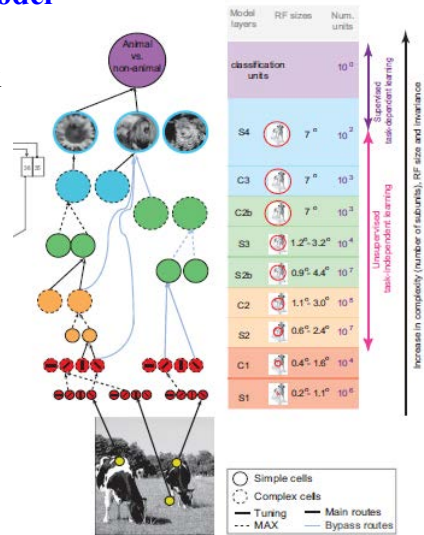 odel
Animal
vs.
non-animal
Model
layers
RF sizes
Num.
units
classification
units
10⁰
S4
7 °
10²
C3
7 °
10³
C2b
7 °
10³
S3
1.2°- 3.2°
10⁴
S2b
0.9°- 4.4°
10⁷
C2
1.1°- 3.0°
S2
0.6°- 2.4°
10⁷
C1
0.4°- 1.6°
10⁴
S1
0.2°- 1.1°
10⁶
Supervised
task-dependent learning
Unsupervised
task-independent learning
Increase in complexity (number of subunits), RF size and invariance
Simple cells
Complex cells
Tuning
Main routes
MAX
Bypass routes